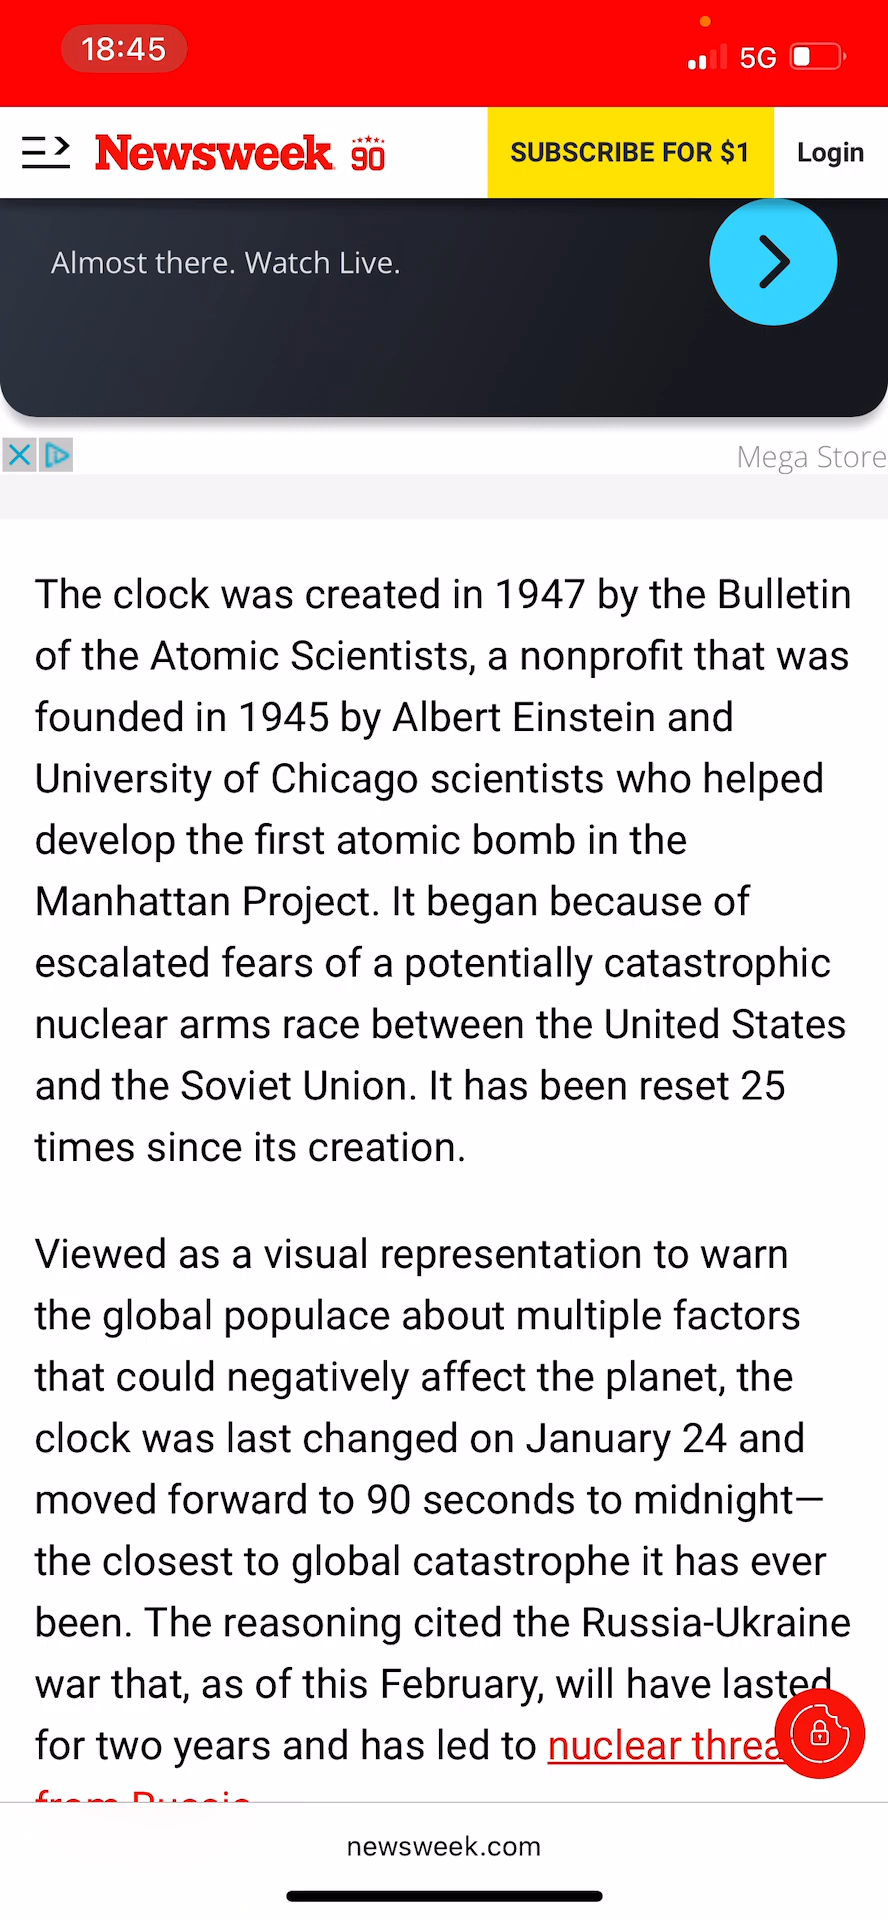 18:45
5G
Newsweek 90
SUBSCRIBE FOR $1
Login
Almost there. Watch Live.
Mega Store
The clock was created in 1947 by the Bulletin
of the Atomic Scientists, a nonprofit that was
founded in 1945 by Albert Einstein and
University of Chicago scientists who helped
develop the first atomic bomb in the
Manhattan Project. It began because of
escalated fears of a potentially catastrophic
nuclear arms race between the United States
and the Soviet Union. It has been reset 25
times since its creation.
Viewed as a visual representation to warn
the global populace about multiple factors
that could negatively affect the planet, the
clock was last changed on January 24 and
moved forward to 90 seconds to midnight—
the closest to global catastrophe it has ever
been. The reasoning cited the Russia-Ukraine
war that, as of this February, will have lasted
for two years and has led to nuclear threa
from Russia
newsweek.com